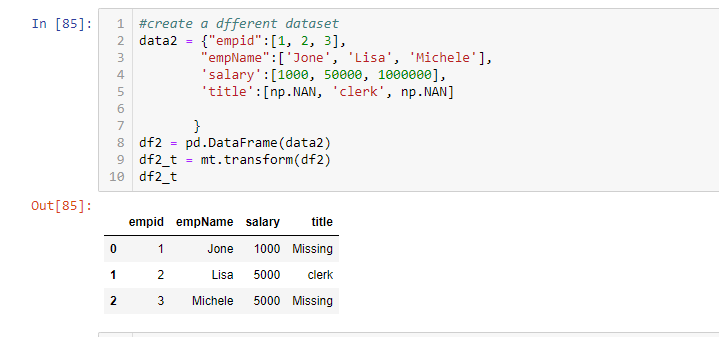 In [85]:
1 #create a dfferent dataset
2 data2 = {"empid":[1, 2, 3],
3 "empName":['Jone', 'Lisa', 'Michele'],
4 'salary':[1000, 50000, 1000000],
5 'title':[np.NAN, 'clerk', np.NAN]
6
7 }
8 df2 = pd.DataFrame(data2)
9 df2_t = mt.transform(df2)
10 df2_t
Out[85]:
empid empName salary title
0 1 Jone 1000 Missing
1 2 Lisa 5000 clerk
2 3 Michele 5000 Missing